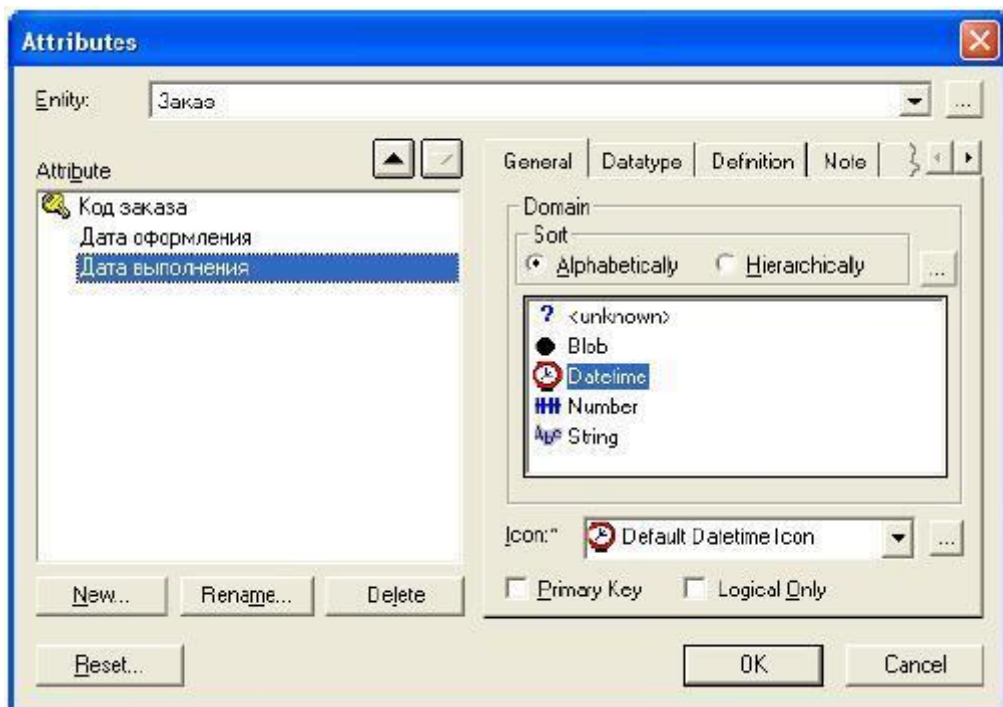 Attributes
Entity: Заказ ...
Attribute
Код заказа
Дата оформления
Дата выполнения
New... Rename... Delete
General Datatype Definition Note
Domain
Sort
Alphabetically Hierarchically ...
? <unknown>
Blob
Datetime
Number
String
Icon:* Default Datetime Icon ...
Primary Key Logical Only
Reset... OK Cancel